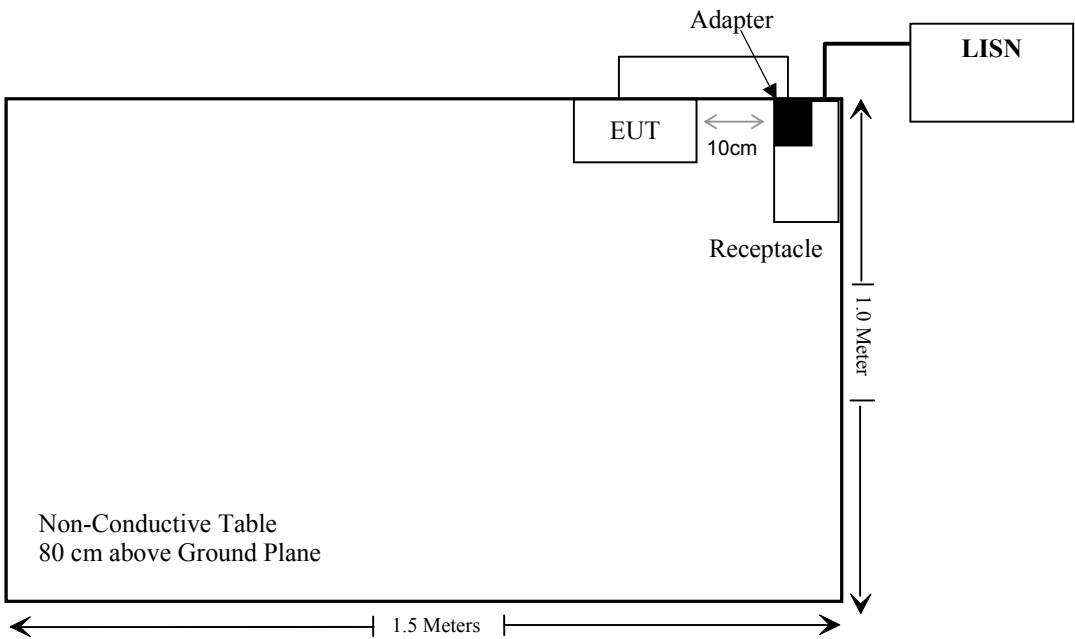 Adapter
LISN
EUT
10cm
Receptacle
1.0 Meter
Non-Conductive Table
80 cm above Ground Plane
1.5 Meters